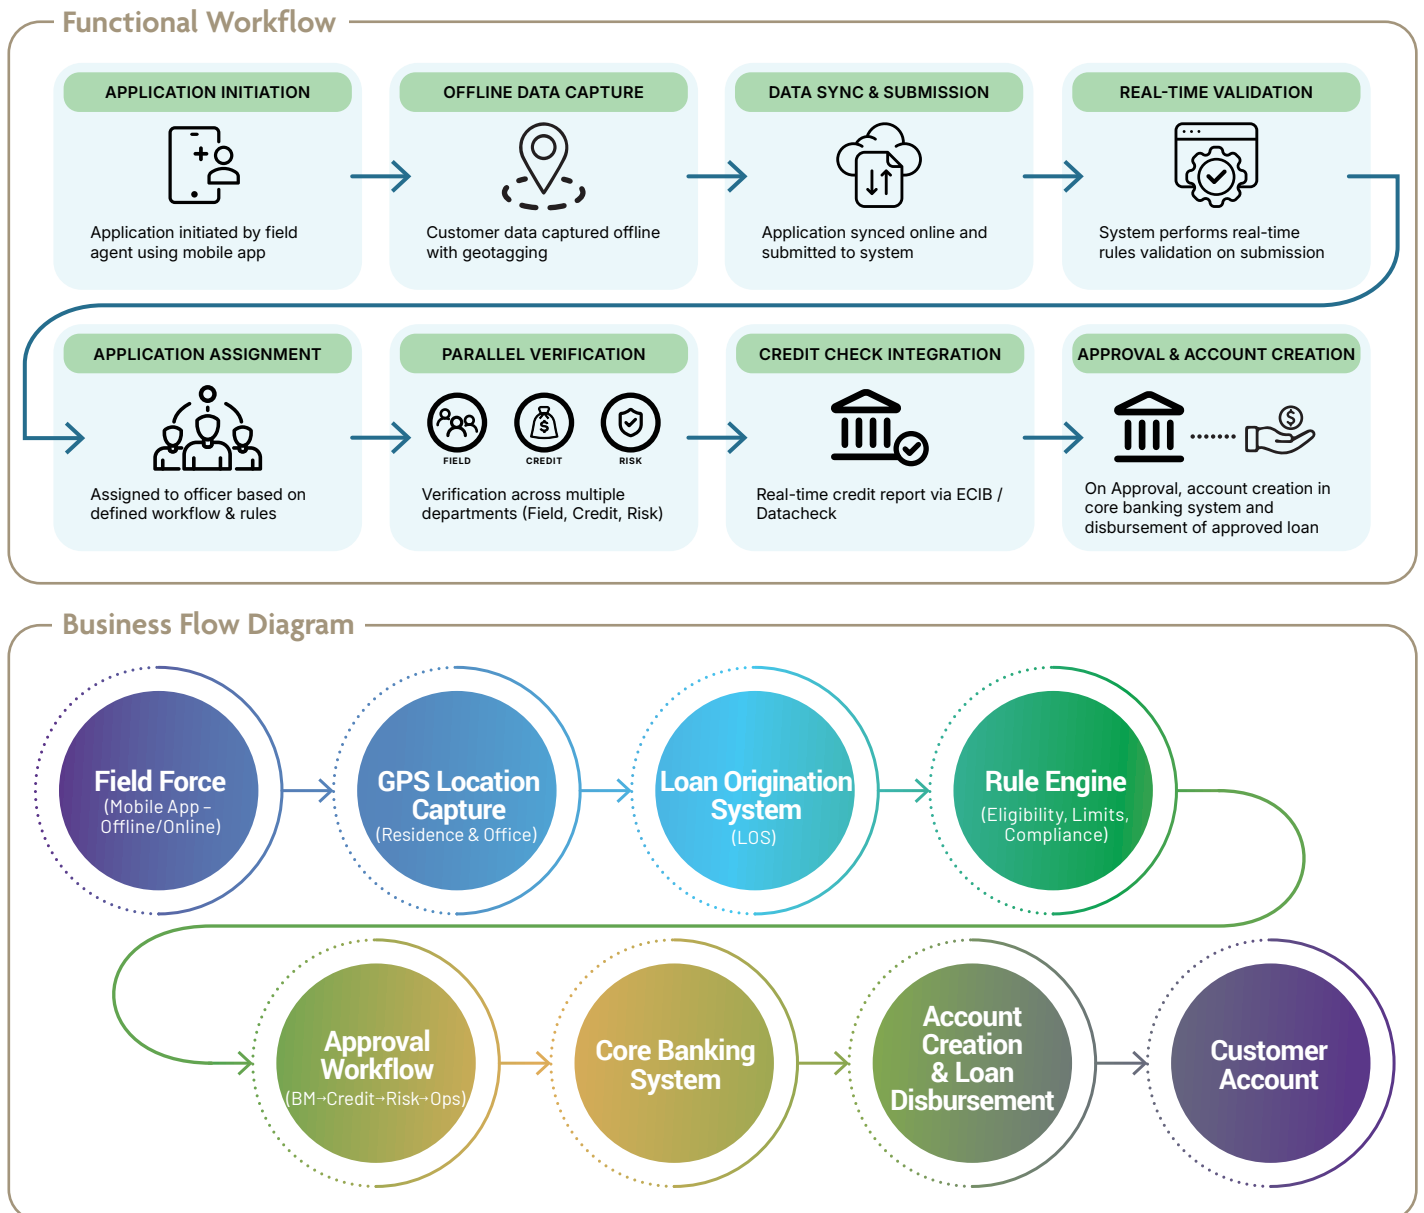 Functional Workflow
APPLICATION INITIATION
Application initiated by field
agent using mobile app
OFFLINE DATA CAPTURE
Customer data captured offline
with geotagging
DATA SYNC & SUBMISSION
Application synced online and
submitted to system
REAL-TIME VALIDATION
System performs real-time
rules validation on submission
APPLICATION ASSIGNMENT
Assigned to officer based on
defined workflow & rules
PARALLEL VERIFICATION
$
FIELD CREDIT RISK
Verification across multiple
departments (Field, Credit, Risk)
CREDIT CHECK INTEGRATION
Real-time credit report via ECIB /
Datacheck
APPROVAL & ACCOUNT CREATION
$
On Approval, account creation in
core banking system and
disbursement of approved loan
Business Flow Diagram
Field Force
(Mobile App –
Offline/Online)
GPS Location
Capture
(Residence & Office)
Loan Origination
System
(LOS)
Rule Engine
(Eligibility, Limits,
Compliance)
Approval
Workflow
(BM→Credit→Risk→Ops)
Core Banking
System
Account
Creation
& Loan
Disbursement
Customer
Account